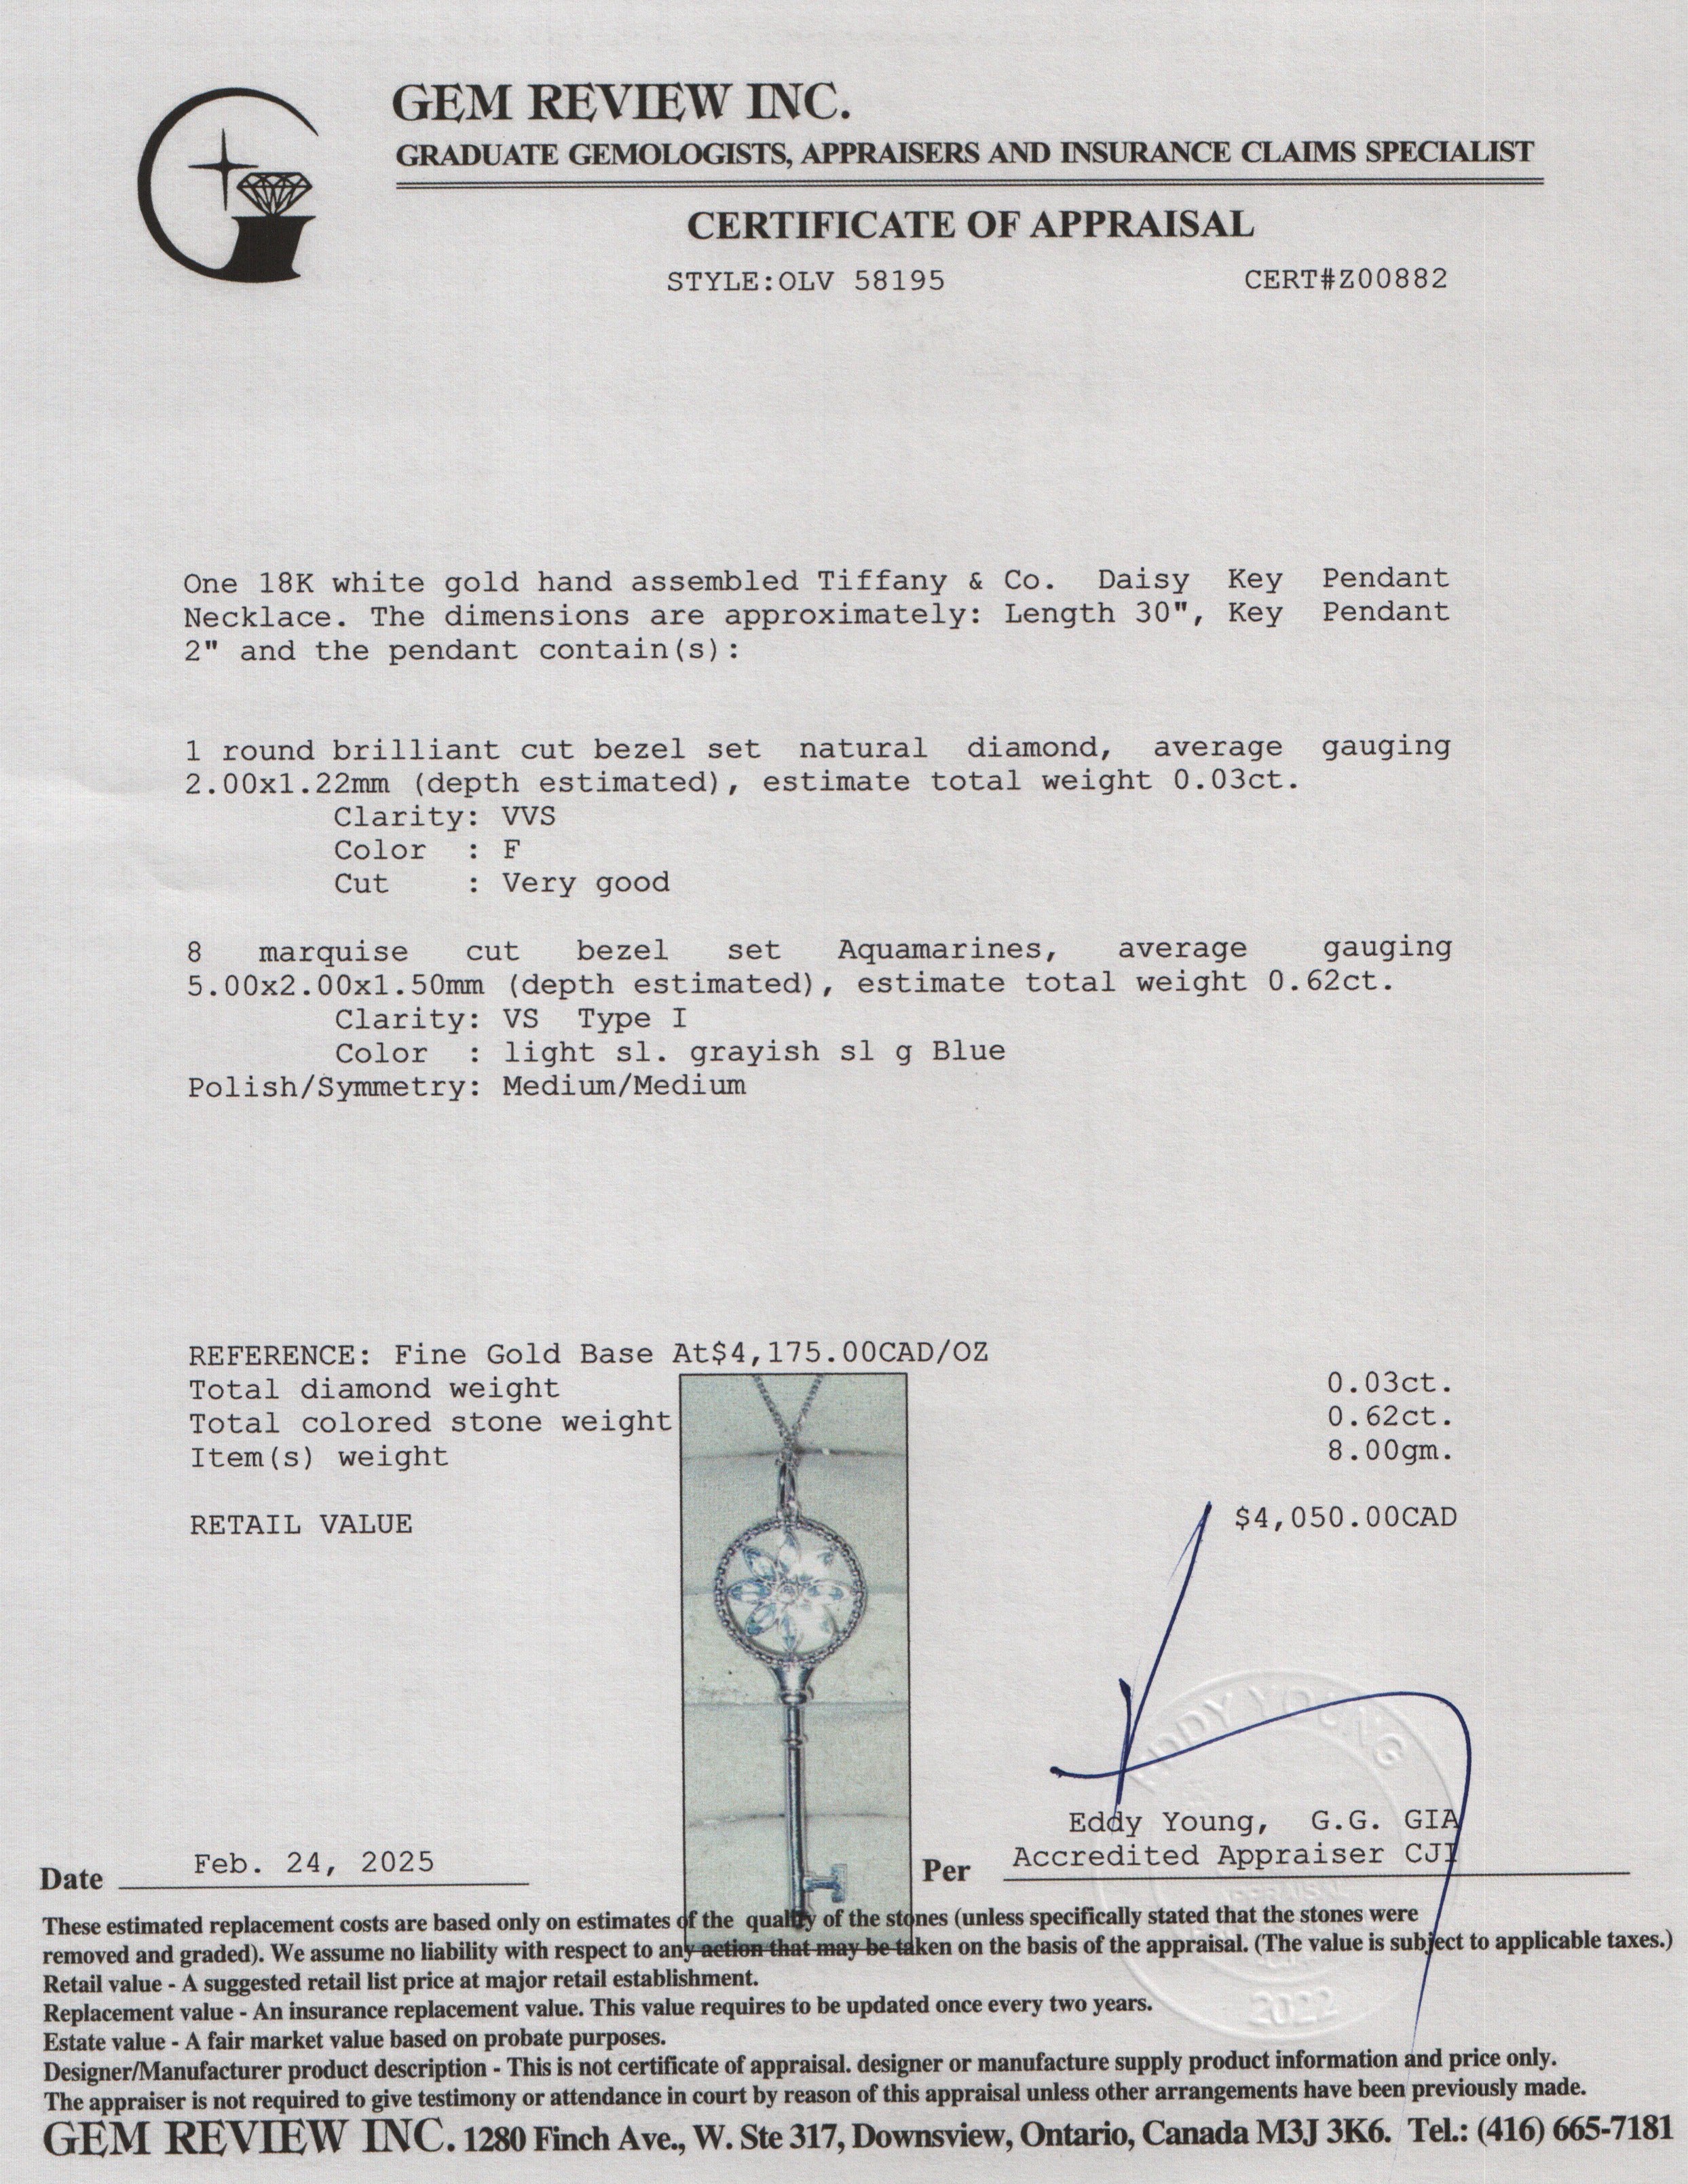 GEM REVIEW INC.
GRADUATE GEMOLOGISTS, APPRAISERS AND INSURANCE CLAIMS SPECIALIST
CERTIFICATE OF APPRAISAL
STYLE:OLV 58195 CERT#Z00882
One 18K white gold hand assembled Tiffany & Co. Daisy Key Pendant
Necklace. The dimensions are approximately: Length 30", Key Pendant
2" and the pendant contain(s):
1 round brilliant cut bezel set natural diamond, average gauging
2.00x1.22mm (depth estimated), estimate total weight 0.03ct.
Clarity: VVS
Color : F
Cut : Very good
8 marquise cut bezel set Aquamarines, average gauging
5.00x2.00x1.50mm (depth estimated), estimate total weight 0.62ct.
Clarity: VS Type I
Color : light sl. grayish sl g Blue
Polish/Symmetry: Medium/Medium
REFERENCE: Fine Gold Base At$4,175.00CAD/OZ
Total diamond weight 0.03ct.
Total colored stone weight 0.62ct.
Item(s) weight 8.00gm.
RETAIL VALUE $4,050.00CAD
EDDY YOUNG
Eddy Young, G.G. GIA
Accredited Appraiser CJI
Date Feb. 24, 2025 Per
These estimated replacement costs are based only on estimates of the quality of the stones (unless specifically stated that the stones were
removed and graded). We assume no liability with respect to any action that may be taken on the basis of the appraisal. (The value is subject to applicable taxes.)
Retail value - A suggested retail list price at major retail establishment.
Replacement value - An insurance replacement value. This value requires to be updated once every two years.
2022
Estate value - A fair market value based on probate purposes.
Designer/Manufacturer product description - This is not certificate of appraisal. designer or manufacture supply product information and price only.
The appraiser is not required to give testimony or attendance in court by reason of this appraisal unless other arrangements have been previously made.
GEM REVIEW INC. 1280 Finch Ave., W. Ste 317, Downsview, Ontario, Canada M3J 3K6. Tel.: (416) 665-7181